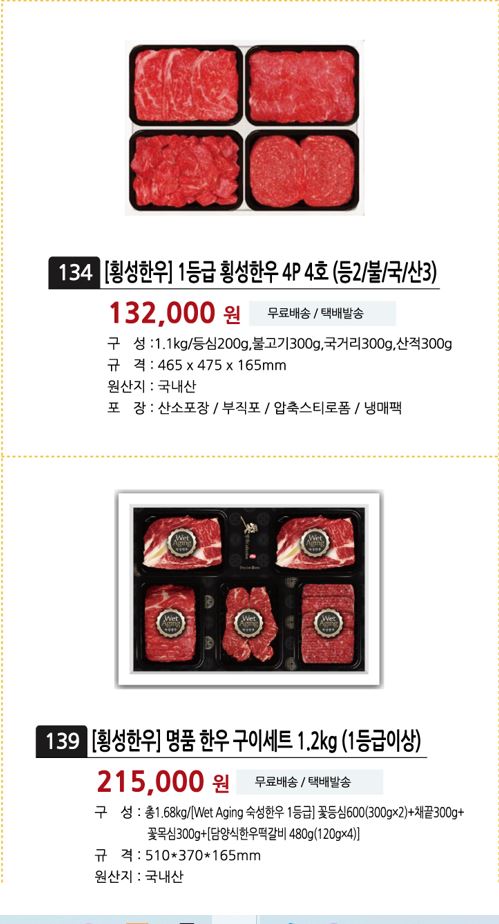 134 [횡성한우] 1등급 횡성한우 4P 4호 (등2/불/국/산3)
132,000 원 무료배송 / 택배발송
구 성 :1.1kg/등심200g,불고기300g,국거리300g,산적300g
규 격 : 465 x 475 x 165mm
원산지 : 국내산
포 장 : 산소포장 / 부직포 / 압축스티로폼 / 냉매팩
Wet Aging
Wet Aging
Wet Aging
Wet Aging
Wet Aging
139 [횡성한우] 명품 한우 구이세트 1.2kg (1등급이상)
215,000 원 무료배송 / 택배발송
구 성 : 총1.68kg/[Wet Aging 숙성한우 1등급] 꽃등심600(300g×2)+채끝300g+
꽃목심300g+[담양식한우떡갈비 480g(120g×4)]
규 격 : 510*370*165mm
원산지 : 국내산